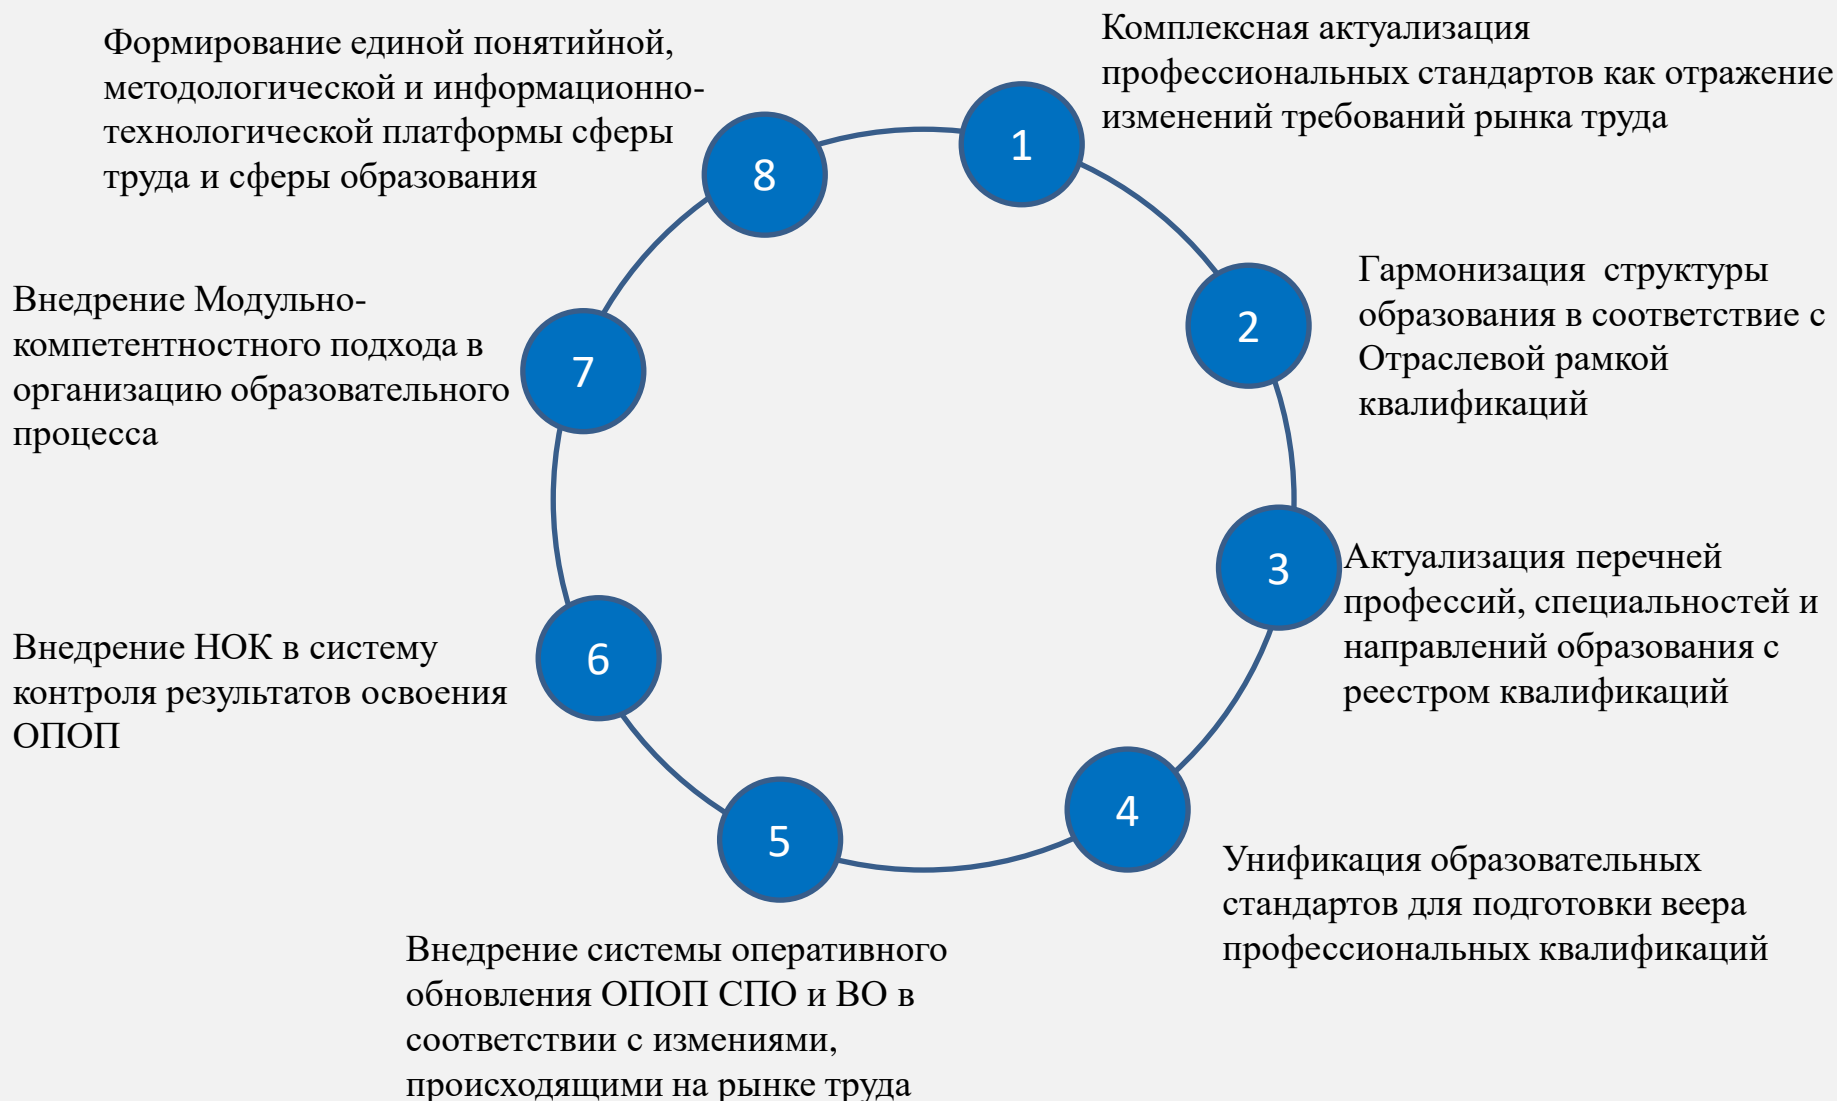 1
Комплексная актуализация
профессиональных стандартов как отражение
изменений требований рынка труда
2
Гармонизация  структуры
образования в соответствие с
Отраслевой рамкой
квалификаций
3
Актуализация перечней
профессий, специальностей и
направлений образования с
реестром квалификаций
4
Унификация образовательных
стандартов для подготовки веера
профессиональных квалификаций
5
Внедрение системы оперативного
обновления ОПОП СПО и ВО в
соответствии с измениями,
происходящими на рынке труда
6
Внедрение НОК в систему
контроля результатов освоения
ОПОП
7
Внедрение Модульно-
компетентностного подхода в
организацию образовательного
процесса
8
Формирование единой понятийной,
методологической и информационно-
технологической платформы сферы
труда и сферы образования